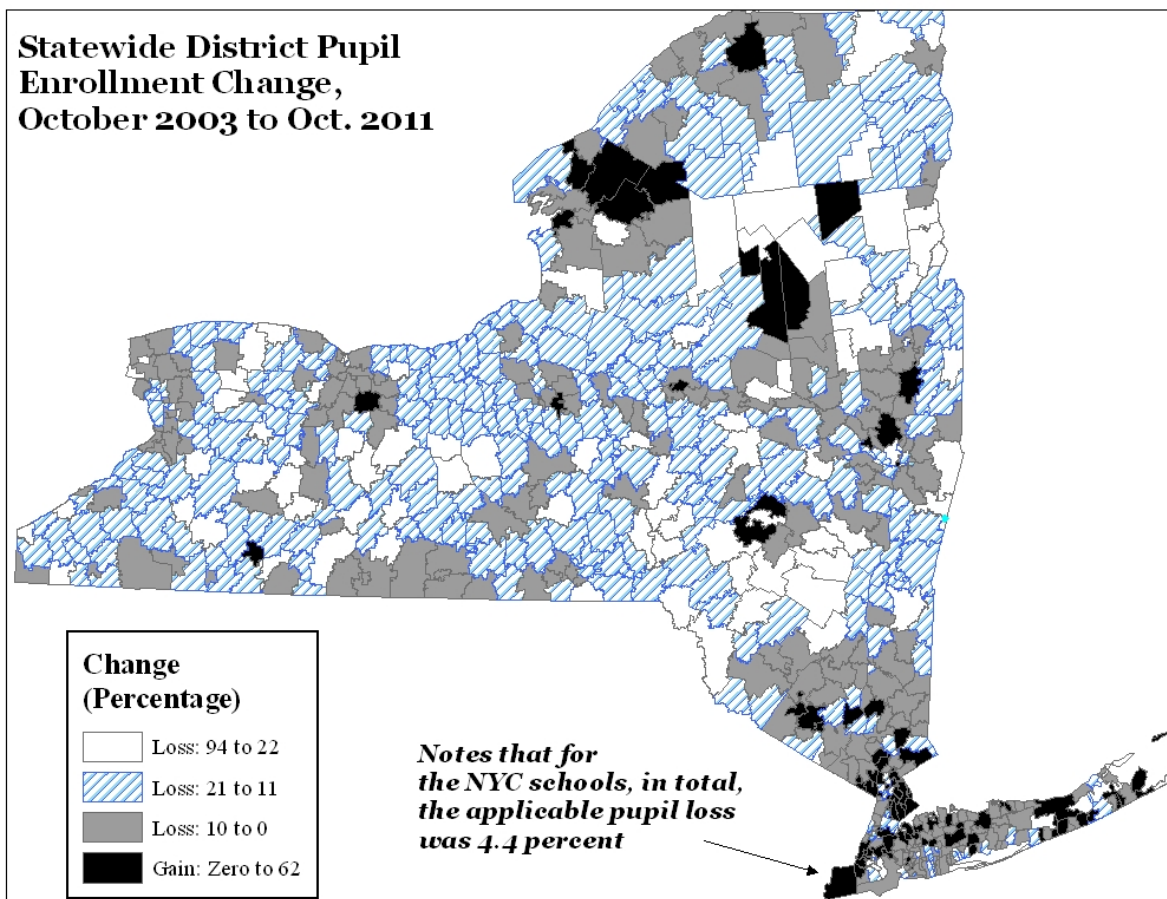 Statewide District Pupil
Enrollment Change,
October 2003 to Oct. 2011
Change
(Percentage)
Loss: 94 to 22
Loss: 21 to 11
Loss: 10 to 0
Gain: Zero to 62
Notes that for
the NYC schools, in total,
the applicable pupil loss
was 4.4 percent